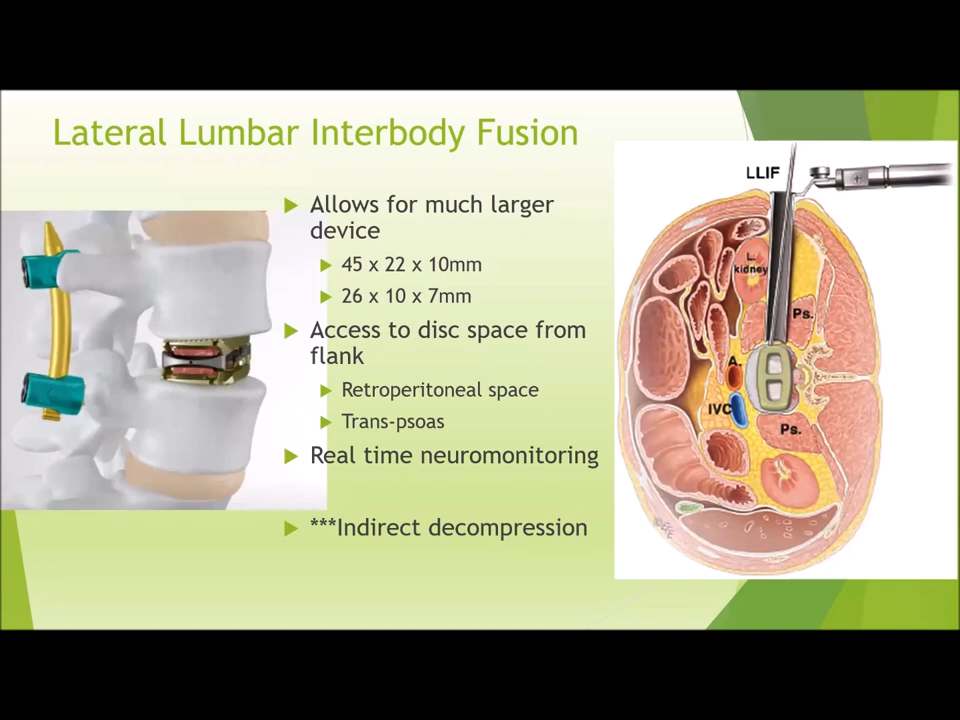 Lateral Lumbar Interbody Fusion
Allows for much larger
device
45 x 22 x 10mm
26 x 10 x 7mm
Access to disc space from
flank
Retroperitoneal space
Trans-psoas
Real time neuromonitoring
***Indirect decompression
LLIF
L.
kidney
Ps.
A.
IVC
Ps.